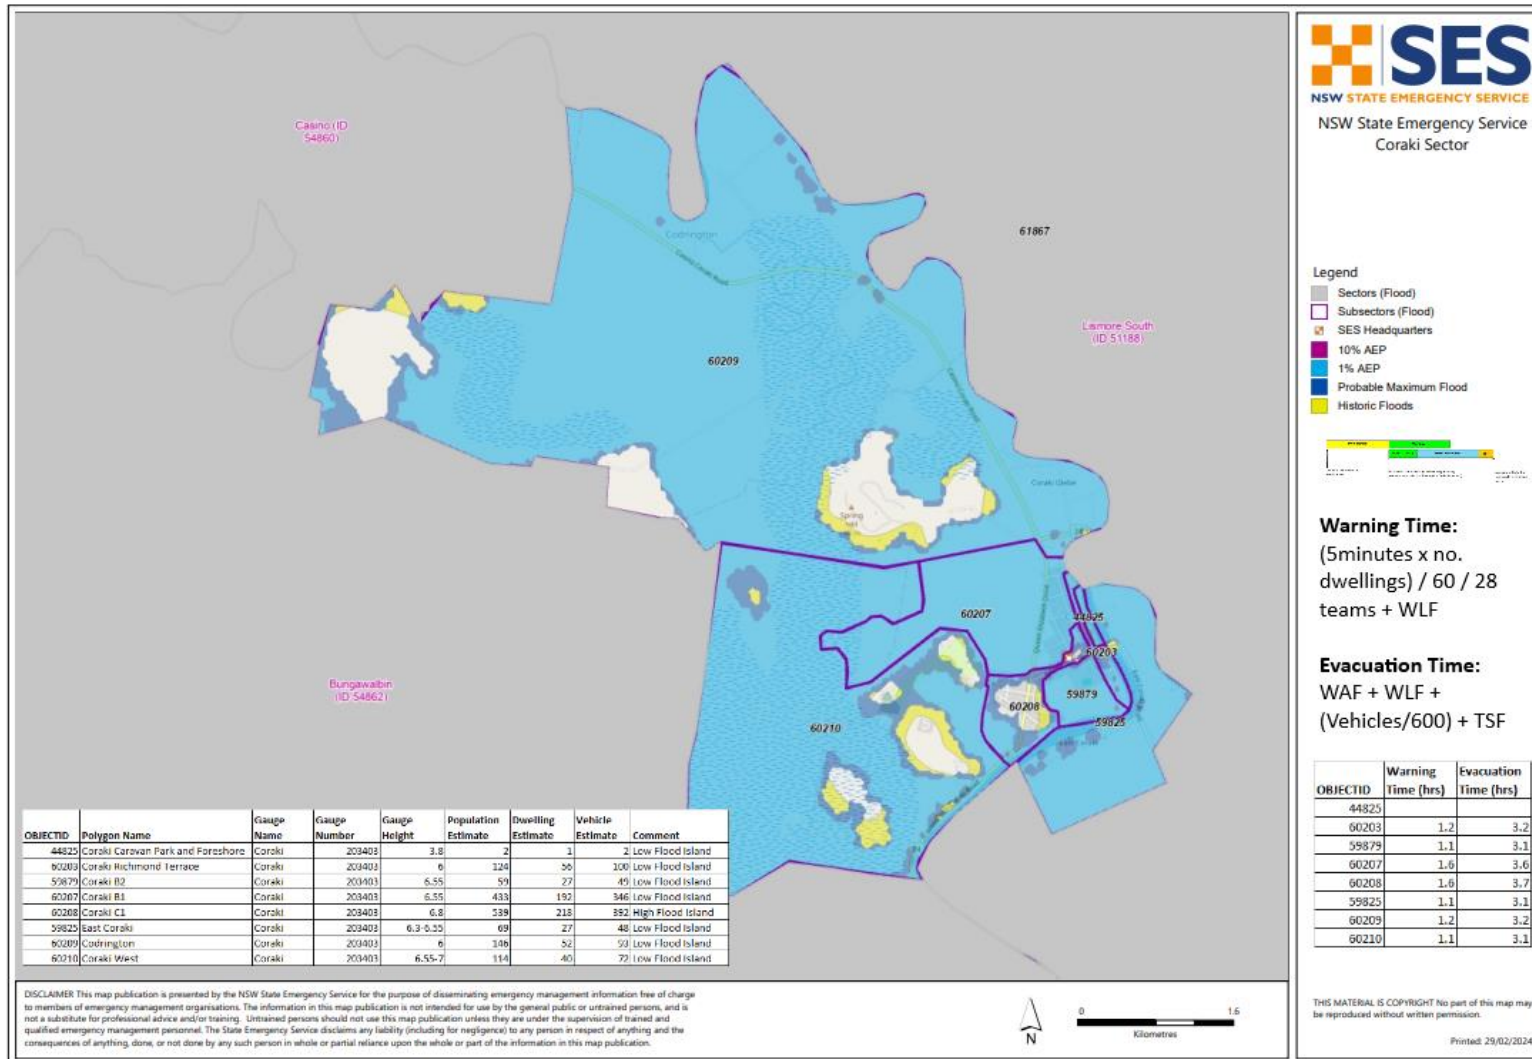 SES
NSW STATE EMERGENCY SERVICE
NSW State Emergency Service
Coraki Sector
Casino (ID
54860)
61867
Codrington
Lismore South
(ID 51188)
60209
Spring
60207
44825
60203
59879
60208
59825
60210
Bungawalbin
(ID 54862)
Legend
Sectors (Flood)
Subsectors (Flood)
SES Headquarters
10% AEP
1% AEP
Probable Maximum Flood
Historic Floods
Warning Time:
(5minutes x no.
dwellings) / 60 / 28
teams + WLF
Evacuation Time:
WAF + WLF +
(Vehicles/600) + TSF
OBJECTID Warning Time (hrs) Evacuation Time (hrs)
44825
60203 1.2 3.2
59879 1.1 3.1
60207 1.6 3.6
60208 1.6 3.7
59825 1.1 3.1
60209 1.2 3.2
60210 1.1 3.1
OBJECTID Polygon Name Gauge Name Gauge Number Gauge Height Population Estimate Dwelling Estimate Vehicle Estimate Comment
44825 Coraki Caravan Park and Foreshore Coraki 203403 3.8 2 1 2 Low Flood Island
60203 Coraki Richmond Terrace Coraki 203403 6 124 56 100 Low Flood Island
59879 Coraki B2 Coraki 203403 6.55 59 27 49 Low Flood Island
60207 Coraki B1 Coraki 203403 6.55 433 192 346 Low Flood Island
60208 Coraki C1 Coraki 203403 6.8 539 218 392 High Flood Island
59825 East Coraki Coraki 203403 6.3-6.55 69 27 48 Low Flood Island
60209 Codrington Coraki 203403 6 146 52 93 Low Flood Island
60210 Coraki West Coraki 203403 6.55-7 114 40 72 Low Flood Island
DISCLAIMER This map publication is presented by the NSW State Emergency Service for the purpose of disseminating emergency management information free of charge
to members of emergency management organisations. The information in this map publication is not intended for use by the general public or untrained persons, and is
not a substitute for professional advice and/or training. Untrained persons should not use this map publication unless they are under the supervision of trained and
qualified emergency management personnel. The State Emergency Service disclaims any liability (including for negligence) to any person in respect of anything and the
consequences of anything, done, or not done by any such person in whole or partial reliance upon the whole or part of the information in this map publication.
N
0 1.6
Kilometres
THIS MATERIAL IS COPYRIGHT No part of this map may
be reproduced without written permission.
Printed: 29/02/2024